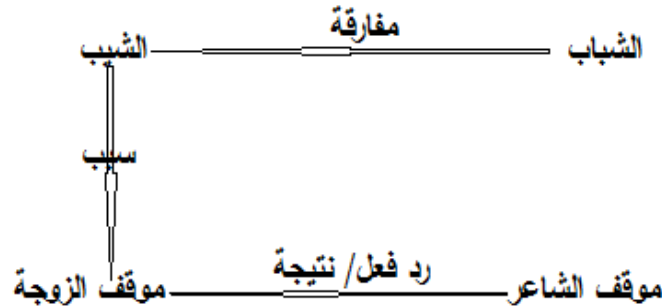 مفارقة
الشباب الشيب
سبب
رد فعل/ نتيجة
موقف الشاعر موقف الزوجة